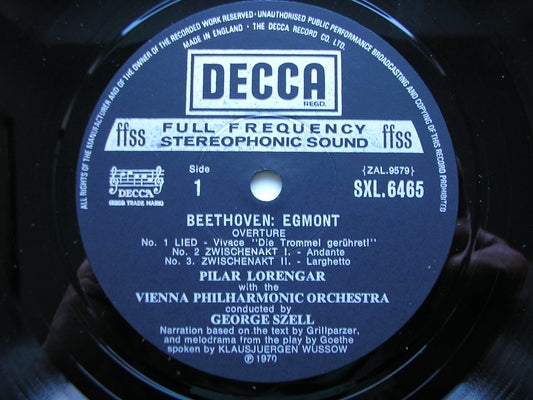 ALL RIGHTS OF THE MANUFACTURER AND OF THE OWNER OF THE RECORDED WORK RESERVED · UNAUTHORISED PUBLIC PERFORMANCE BROADCASTING AND COPYING OF THIS RECORD PROHIBITED
MADE IN ENGLAND · THE DECCA RECORD CO. LTD.
DECCA
REGD.
ffss FULL FREQUENCY STEREOPHONIC SOUND ffss
DECCA
(REGD. TRADE MARK)
Side
1
(ZAL.9579)
SXL.6465
BEETHOVEN: EGMONT
OVERTURE
No. 1 LIED - Vivace "Die Trommel gerühret!"
No. 2 ZWISCHENAKT I. - Andante
No. 3. ZWISCHENAKT II. - Larghetto
PILAR LORENGAR
with the
VIENNA PHILHARMONIC ORCHESTRA
conducted by
GEORGE SZELL
Narration based on the text by Grillparzer,
and melodrama from the play by Goethe
spoken by KLAUSJUERGEN WUSSOW
℗ 1970